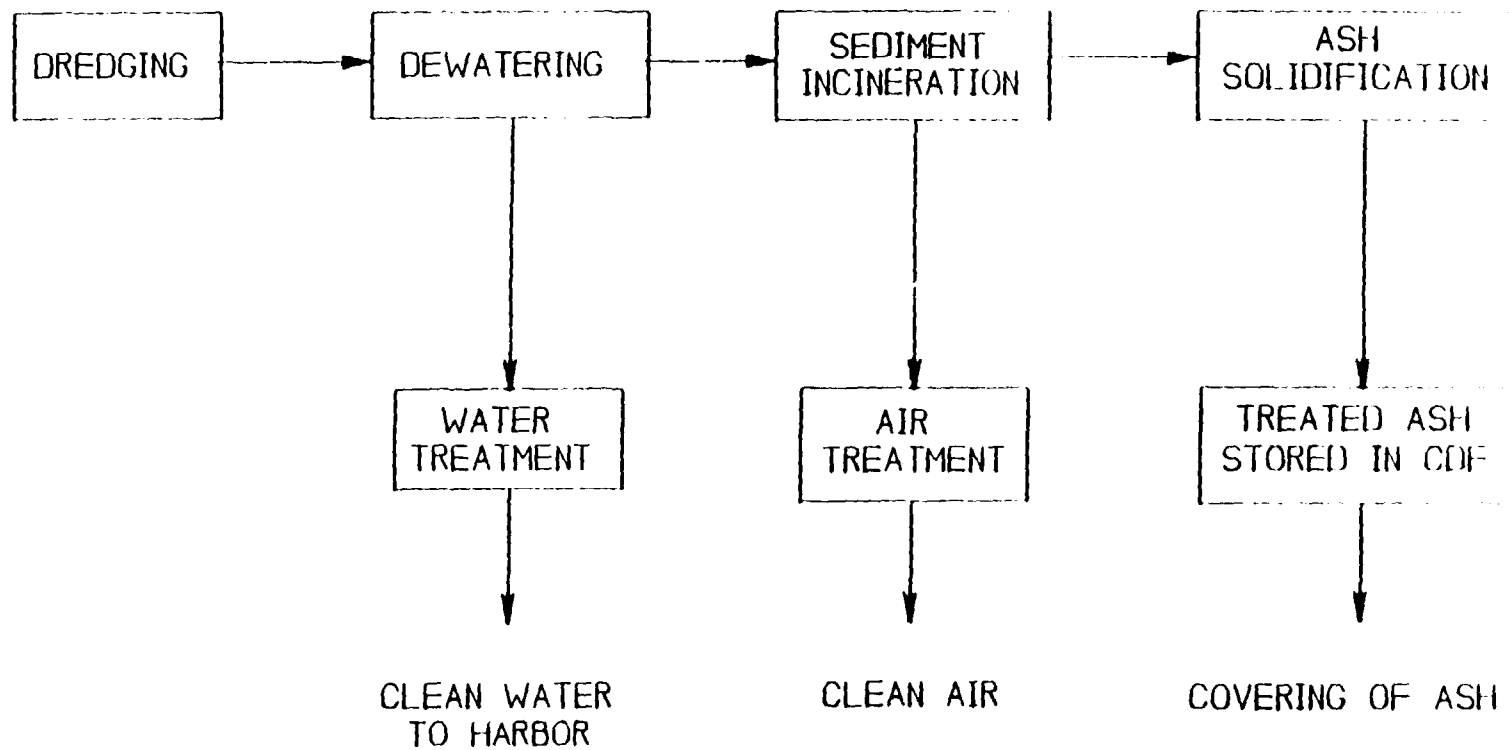 DREDGING
DEWATERING
SEDIMENT
INCINERATION
ASH
SOLIDIFICATION
WATER
TREATMENT
AIR
TREATMENT
TREATED ASH
STORED IN CDF
CLEAN WATER
TO HARBOR
CLEAN AIR
COVERING OF ASH